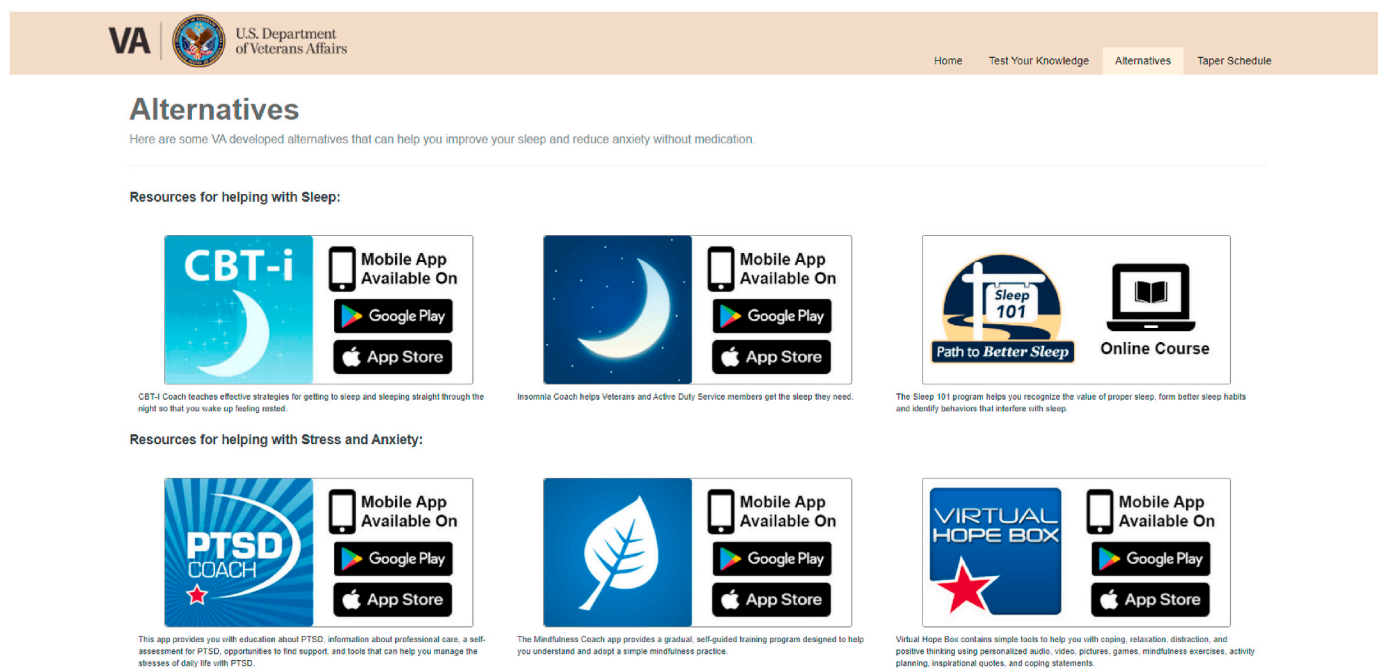 VA
U.S. Department
of Veterans Affairs
Home Test Your Knowledge Alternatives Taper Schedule
Alternatives
Here are some VA developed alternatives that can help you improve your sleep and reduce anxiety without medication.
Resources for helping with Sleep:
CBT-i
Mobile App
Available On
Google Play
App Store
CBT-I Coach teaches effective strategies for getting to sleep and sleeping straight through the
night so that you wake up feeling rested.
Mobile App
Available On
Google Play
App Store
Insomnia Coach helps Veterans and Active Duty Service members get the sleep they need.
Sleep
101
Path to Better Sleep
Online Course
The Sleep 101 program helps you recognize the value of proper sleep, form better sleep habits
and identify behaviors that interfere with sleep.
Resources for helping with Stress and Anxiety:
PTSD
COACH
Mobile App
Available On
Google Play
App Store
This app provides you with education about PTSD, information about professional care, a self-
assessment for PTSD, opportunities to find support, and tools that can help you manage the
stresses of daily life with PTSD.
Mobile App
Available On
Google Play
App Store
The Mindfulness Coach app provides a gradual, self-guided training program designed to help
you understand and adopt a simple mindfulness practice.
VIRTUAL
HOPE BOX
Mobile App
Available On
Google Play
App Store
Virtual Hope Box contains simple tools to help you with coping, relaxation, distraction, and
positive thinking using personalized audio, video, pictures, games, mindfulness exercises, activity
planning, inspirational quotes, and coping statements.